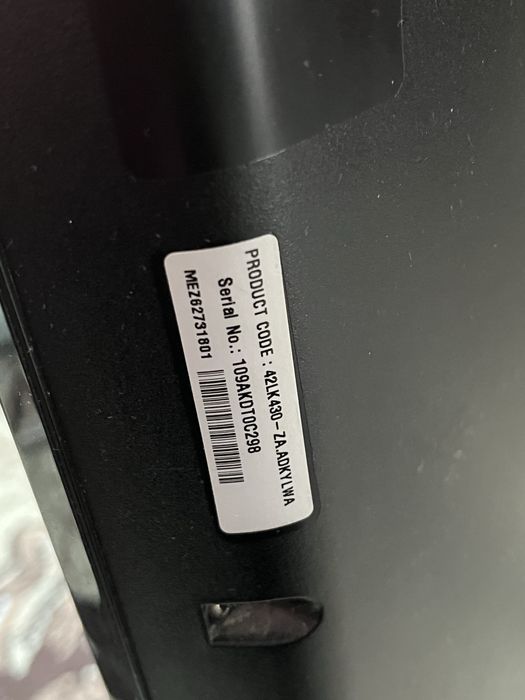 PRODUCT CODE : 42LK430-ZA.ADKYLWA
Serial No.: 109AKDT0C298
MEZ62731801